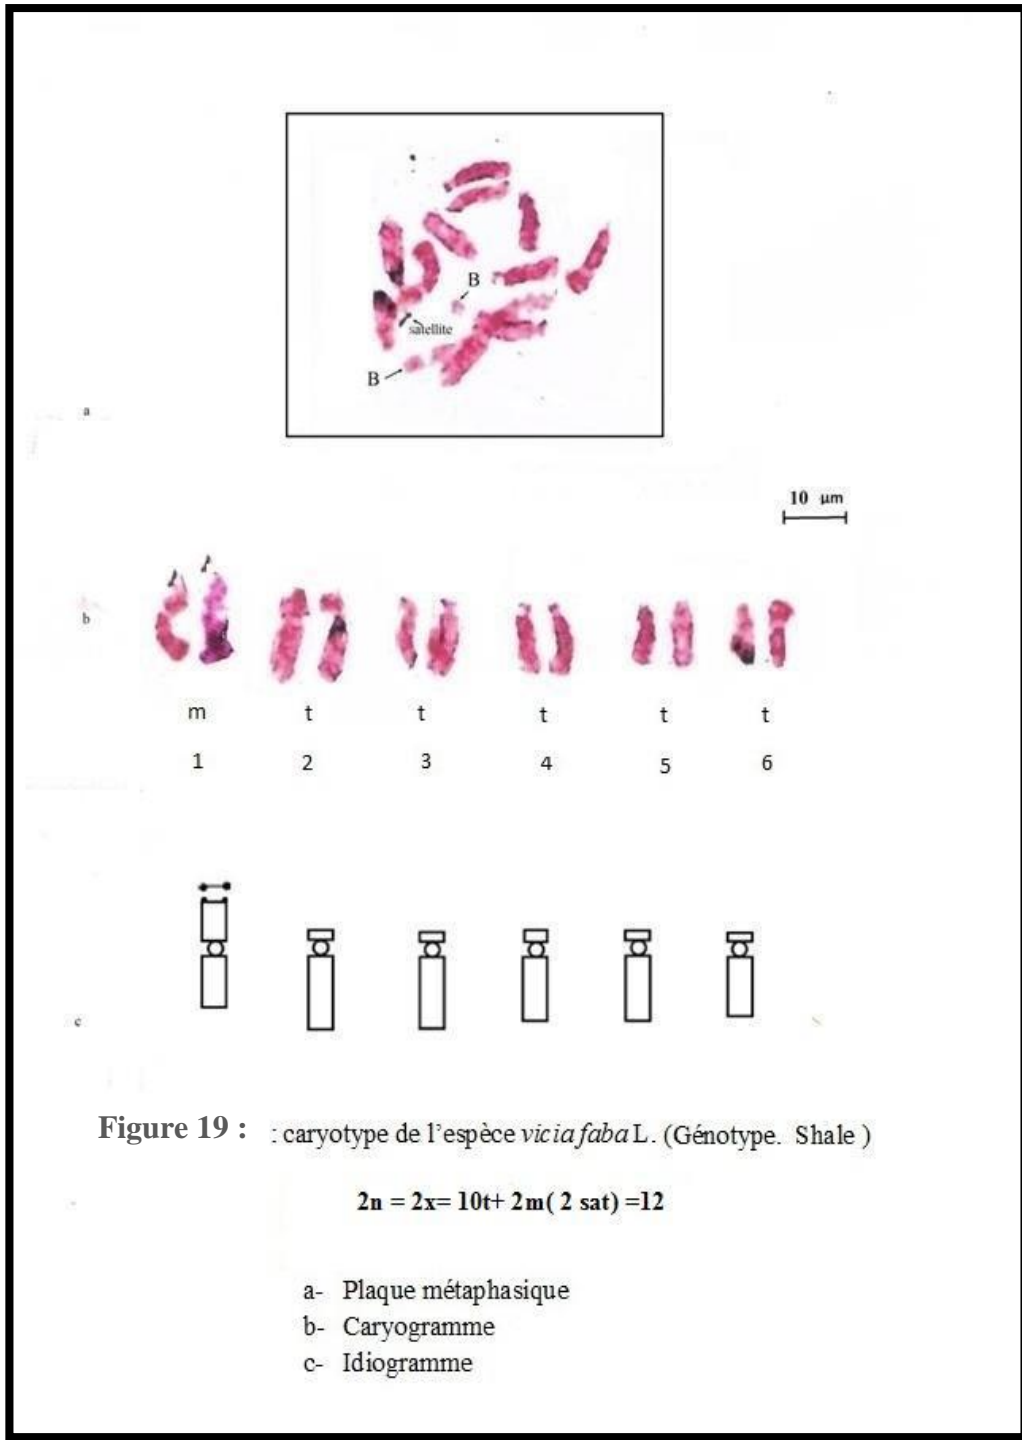 B
satellite
B
a
10 µm
b
m t t t t t
1 2 3 4 5 6
c
Figure 19 : : caryotype de l'espèce vicia faba L. (Génotype. Shale )
2n = 2x= 10t+ 2m( 2 sat) =12
a- Plaque métaphasique
b- Caryogramme
c- Idiogramme